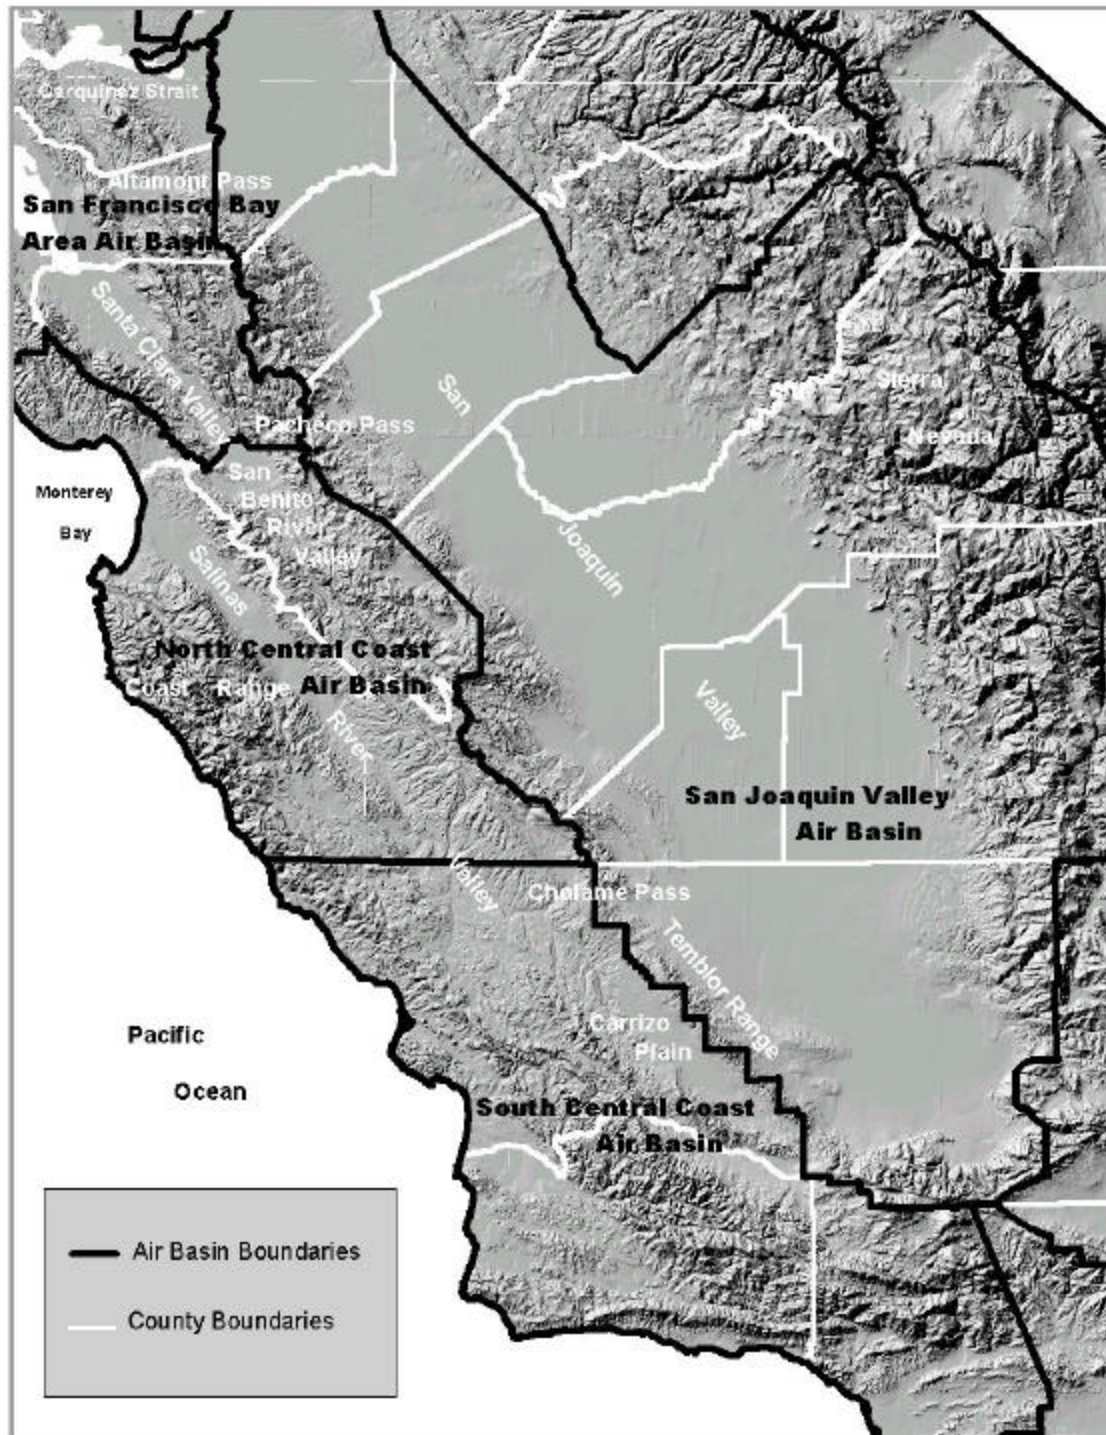 Carquinez Strait
Altamont Pass
San Francisco Bay
Area Air Basin
Santa Clara Valley
Pacheco Pass
San
Joaquin
Valley
Sierra
Nevada
Monterey
Bay
San
Benito
River
Valley
Salinas
River
Valley
North Central Coast
Air Basin
Coast Range
San Joaquin Valley
Air Basin
Cholame Pass
Temblor Range
Carrizo
Plain
Pacific
Ocean
South Central Coast
Air Basin
Air Basin Boundaries
County Boundaries